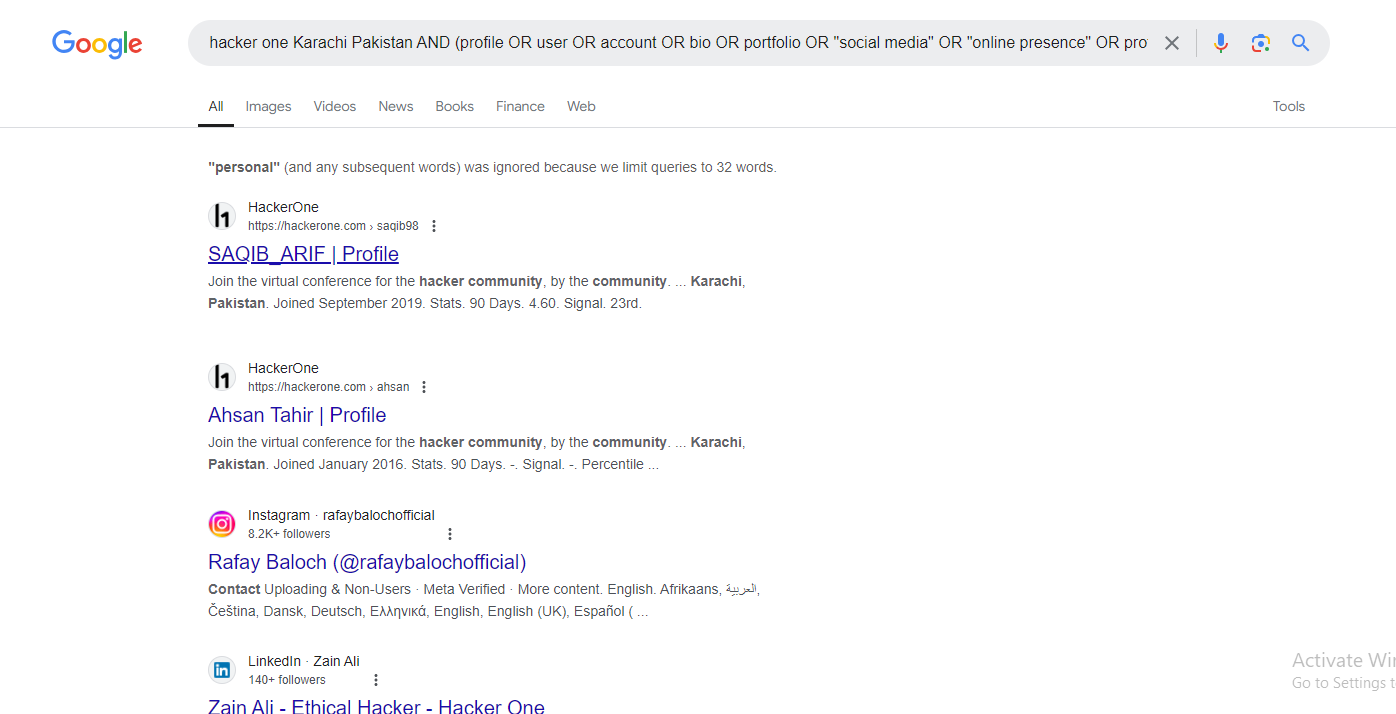 Google
hacker one Karachi Pakistan AND (profile OR user OR account OR bio OR portfolio OR "social media" OR "online presence" OR pro
All Images Videos News Books Finance Web Tools
"personal" (and any subsequent words) was ignored because we limit queries to 32 words.
HackerOne
https://hackerone.com › saqib98
SAQIB_ARIF | Profile
Join the virtual conference for the hacker community, by the community. ... Karachi,
Pakistan. Joined September 2019. Stats. 90 Days. 4.60. Signal. 23rd.
HackerOne
https://hackerone.com › ahsan
Ahsan Tahir | Profile
Join the virtual conference for the hacker community, by the community. ... Karachi,
Pakistan. Joined January 2016. Stats. 90 Days. -. Signal. -. Percentile ...
Instagram · rafaybalochofficial
8.2K+ followers
Rafay Baloch (@rafaybalochofficial)
Contact Uploading & Non-Users · Meta Verified · More content. English. Afrikaans, العربية,
Čeština, Dansk, Deutsch, Ελληνικά, English, English (UK), Español ( ...
LinkedIn · Zain Ali
140+ followers
Zain Ali - Ethical Hacker - Hacker One
Activate Win
Go to Settings t